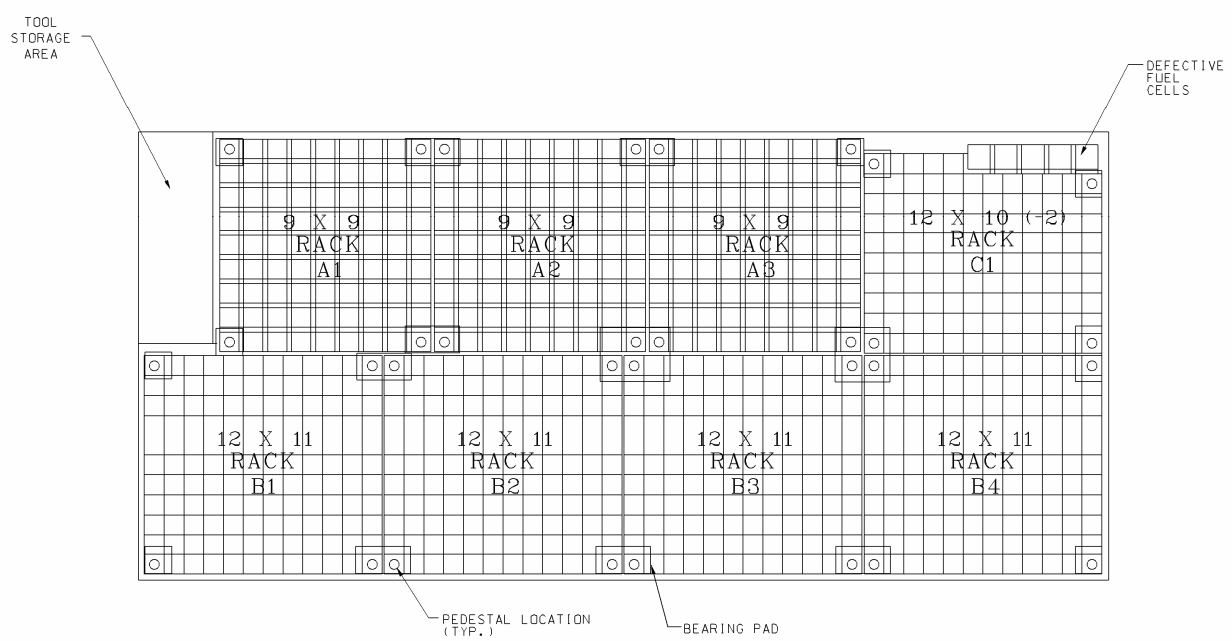 TOOL
STORAGE
AREA
DEFECTIVE
FUEL
CELLS
9 X 9
RACK
A1
9 X 9
RACK
A2
9 X 9
RACK
A3
12 X 10 (-2)
RACK
C1
12 X 11
RACK
B1
12 X 11
RACK
B2
12 X 11
RACK
B3
12 X 11
RACK
B4
PEDESTAL LOCATION
(TYP.)
BEARING PAD